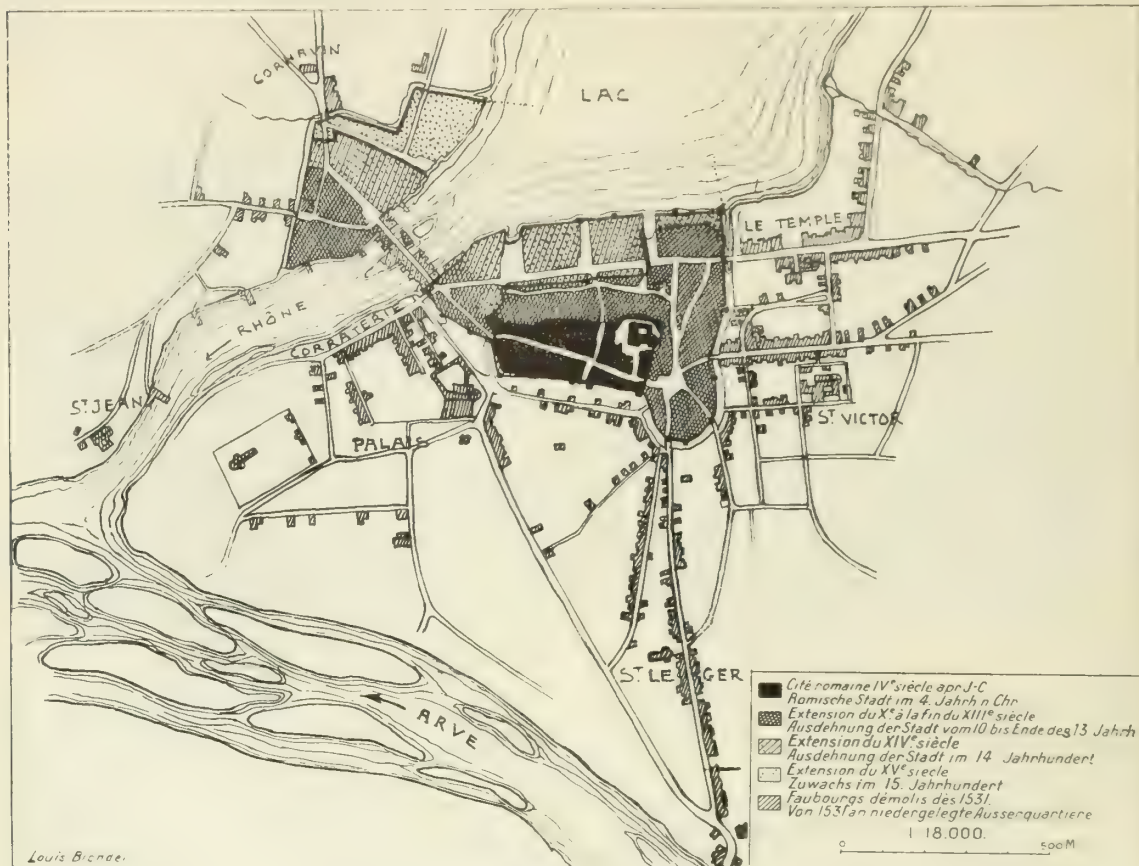 CORNAVIN
LAC
LE TEMPLE
RHÔNE
CORRATERIE
ST JEAN
PALAIS
ST VICTOR
ST LEGER
ARVE
Cité romaine IVe siècle apr J-C
Römische Stadt im 4. Jahrh n Chr
Extension du Xe à la fin du XIIIe siècle
Ausdehnung der Stadt vom 10 bis Ende des 13 Jahrh
Extension du XIVe siècle
Ausdehnung der Stadt im 14 Jahrhundert
Extension du XVe siècle
Zuwachs im 15. Jahrhundert
Faubourgs démolis dès 1531.
Von 1531 an niedergelegte Ausserquartiere
1 18.000.
0 500 M
Louis Blondel